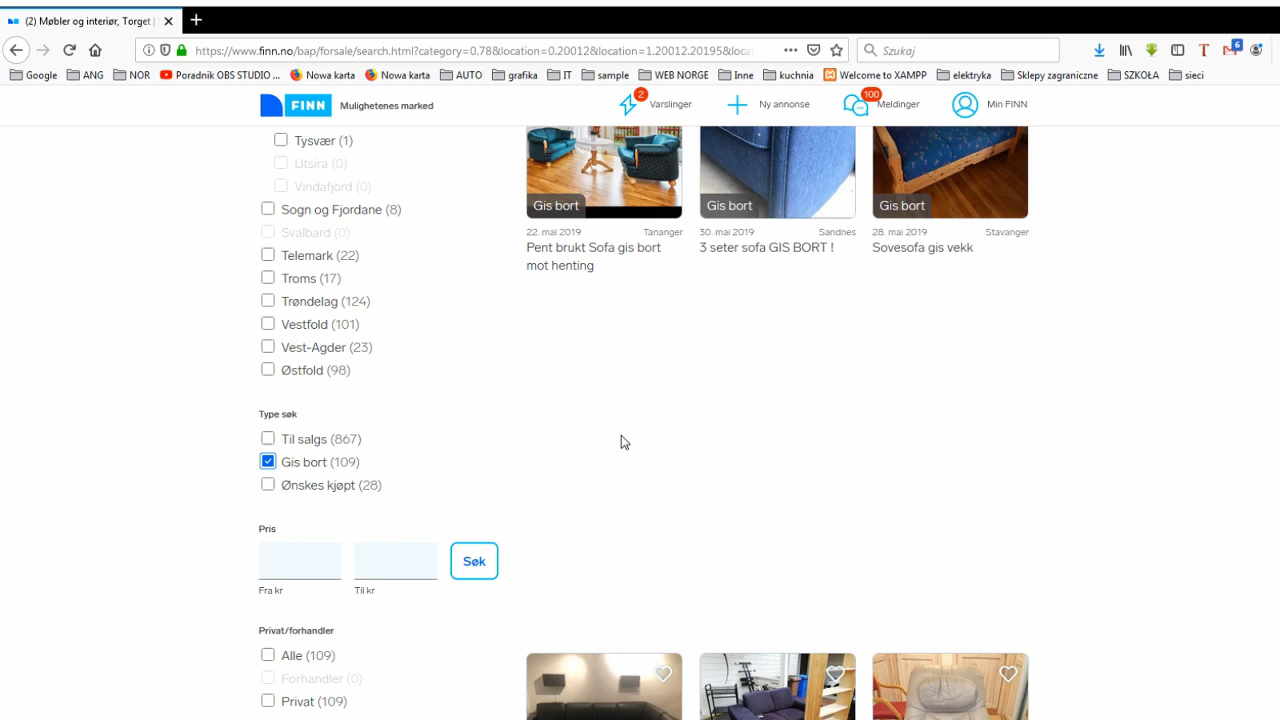 (2) Møbler og interiør, Torget |
https://www.finn.no/bap/forsale/search.html?category=0.78&location=0.20012&location=1.20012.20195&loca
Szukaj
6
Google ANG NOR Poradnik OBS STUDIO ... Nowa karta Nowa karta AUTO grafika IT sample WEB NORGE Inne kuchnia Welcome to XAMPP elektryka Sklepy zagraniczne SZKOŁA sieci
FINN Mulighetenes marked 2 Varslinger Ny annonse 100 Meldinger Min FINN
Tysvær (1)
Utsira (0)
Vindafjord (0)
Sogn og Fjordane (8)
Svalbard (0)
Telemark (22)
Troms (17)
Trøndelag (124)
Vestfold (101)
Vest-Agder (23)
Østfold (98)
Type søk
Til salgs (867)
Gis bort (109)
Ønskes kjøpt (28)
Pris
Søk
Fra kr Til kr
Privat/forhandler
Alle (109)
Forhandler (0)
Privat (109)
Gis bort
22. mai 2019 Tananger
Pent brukt Sofa gis bort
mot henting
Gis bort
30. mai 2019 Sandnes
3 seter sofa GIS BORT !
Gis bort
28. mai 2019 Stavanger
Sovesofa gis vekk